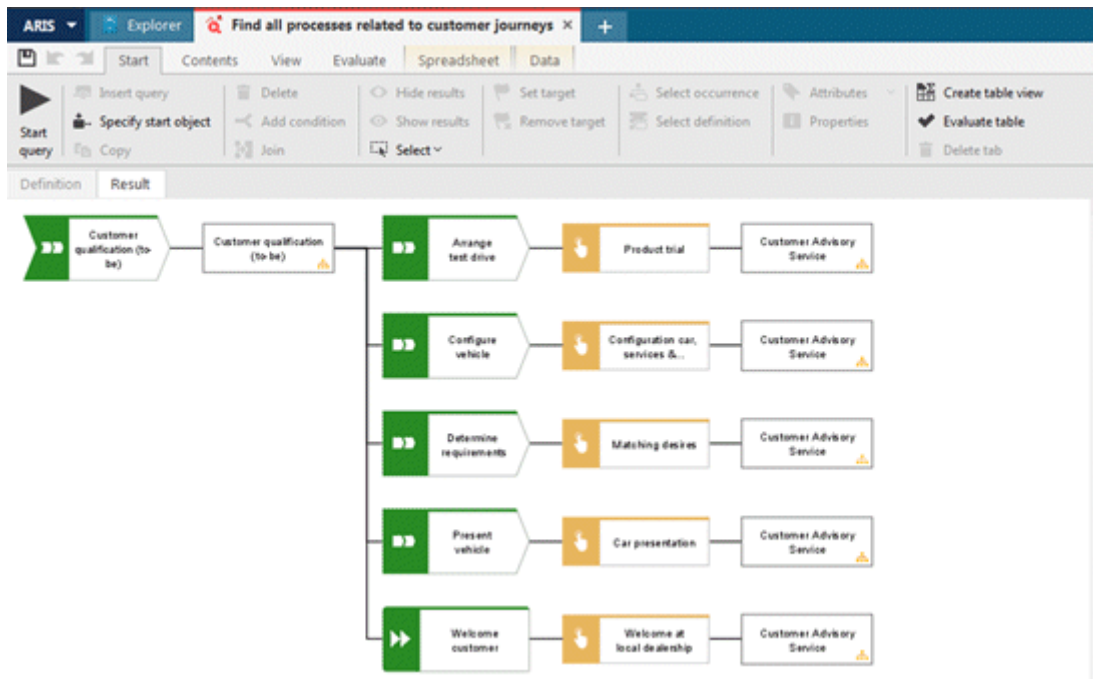 ARIS Explorer Find all processes related to customer journeys × +
Start Contents View Evaluate Spreadsheet Data
Start query
Insert query
Specify start object
Copy
Delete
Add condition
Join
Hide results
Show results
Select
Set target
Remove target
Select occurrence
Select definition
Attributes
Properties
Create table view
Evaluate table
Delete tab
Definition Result
Customer
qualification (to-
be)
Customer qualification
(to-be)
Arrange
test drive
Product trial
Customer Advisory
Service
Configure
vehicle
Configuration car,
services &...
Customer Advisory
Service
Determine
requirements
Matching desires
Customer Advisory
Service
Present
vehicle
Car presentation
Customer Advisory
Service
Welcome
customer
Welcome at
local dealership
Customer Advisory
Service